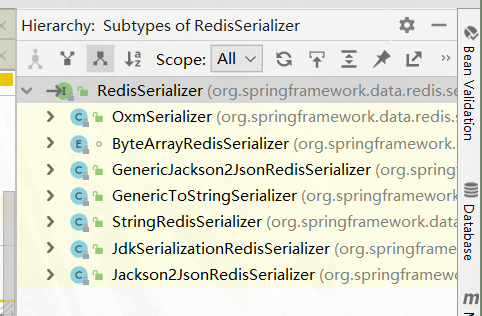 Hierarchy: Subtypes of RedisSerializer
Scope: All
RedisSerializer (org.springframework.data.redis.se
OxmSerializer (org.springframework.data.redis.
ByteArrayRedisSerializer (org.springframework.
GenericJackson2JsonRedisSerializer (org.spring
GenericToStringSerializer (org.springframework
StringRedisSerializer (org.springframework.data
JdkSerializationRedisSerializer (org.springframe
Jackson2JsonRedisSerializer (org.springframew
Bean Validation
Database
m